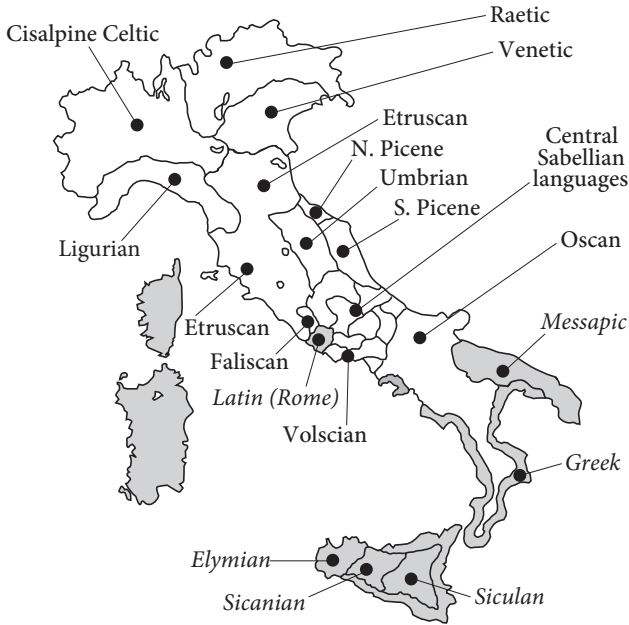 Raetic
Cisalpine Celtic
Venetic
Etruscan
Central
Sabellian
languages
N. Picene
Umbrian
S. Picene
Oscan
Ligurian
Messapic
Etruscan
Faliscan
Latin (Rome)
Volscian
Greek
Elymian
Sicanian
Siculan